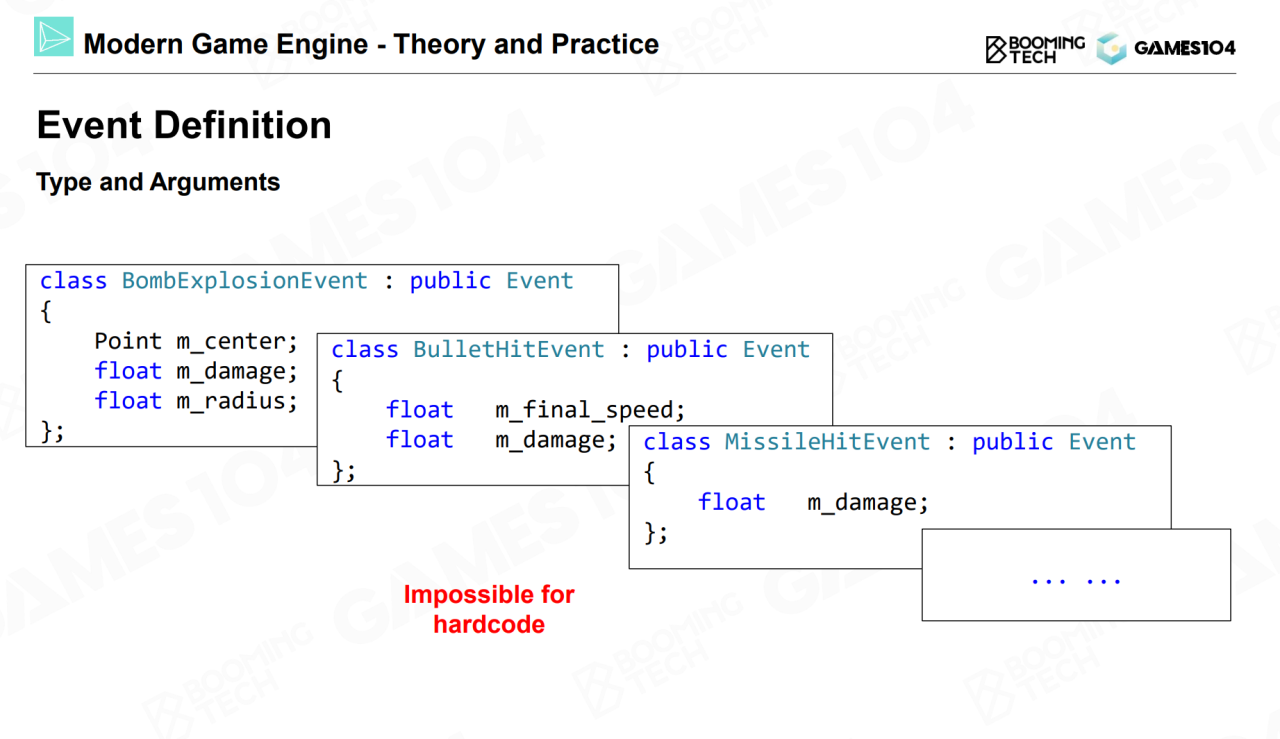 Modern Game Engine - Theory and Practice
BOOMING
TECH
GAMES104
Event Definition
Type and Arguments
class BombExplosionEvent : public Event
{
Point m_center;
float m_damage;
float m_radius;
};
class BulletHitEvent : public Event
{
float m_final_speed;
float m_damage;
};
class MissileHitEvent : public Event
{
float m_damage;
};
... ...
Impossible for
hardcode